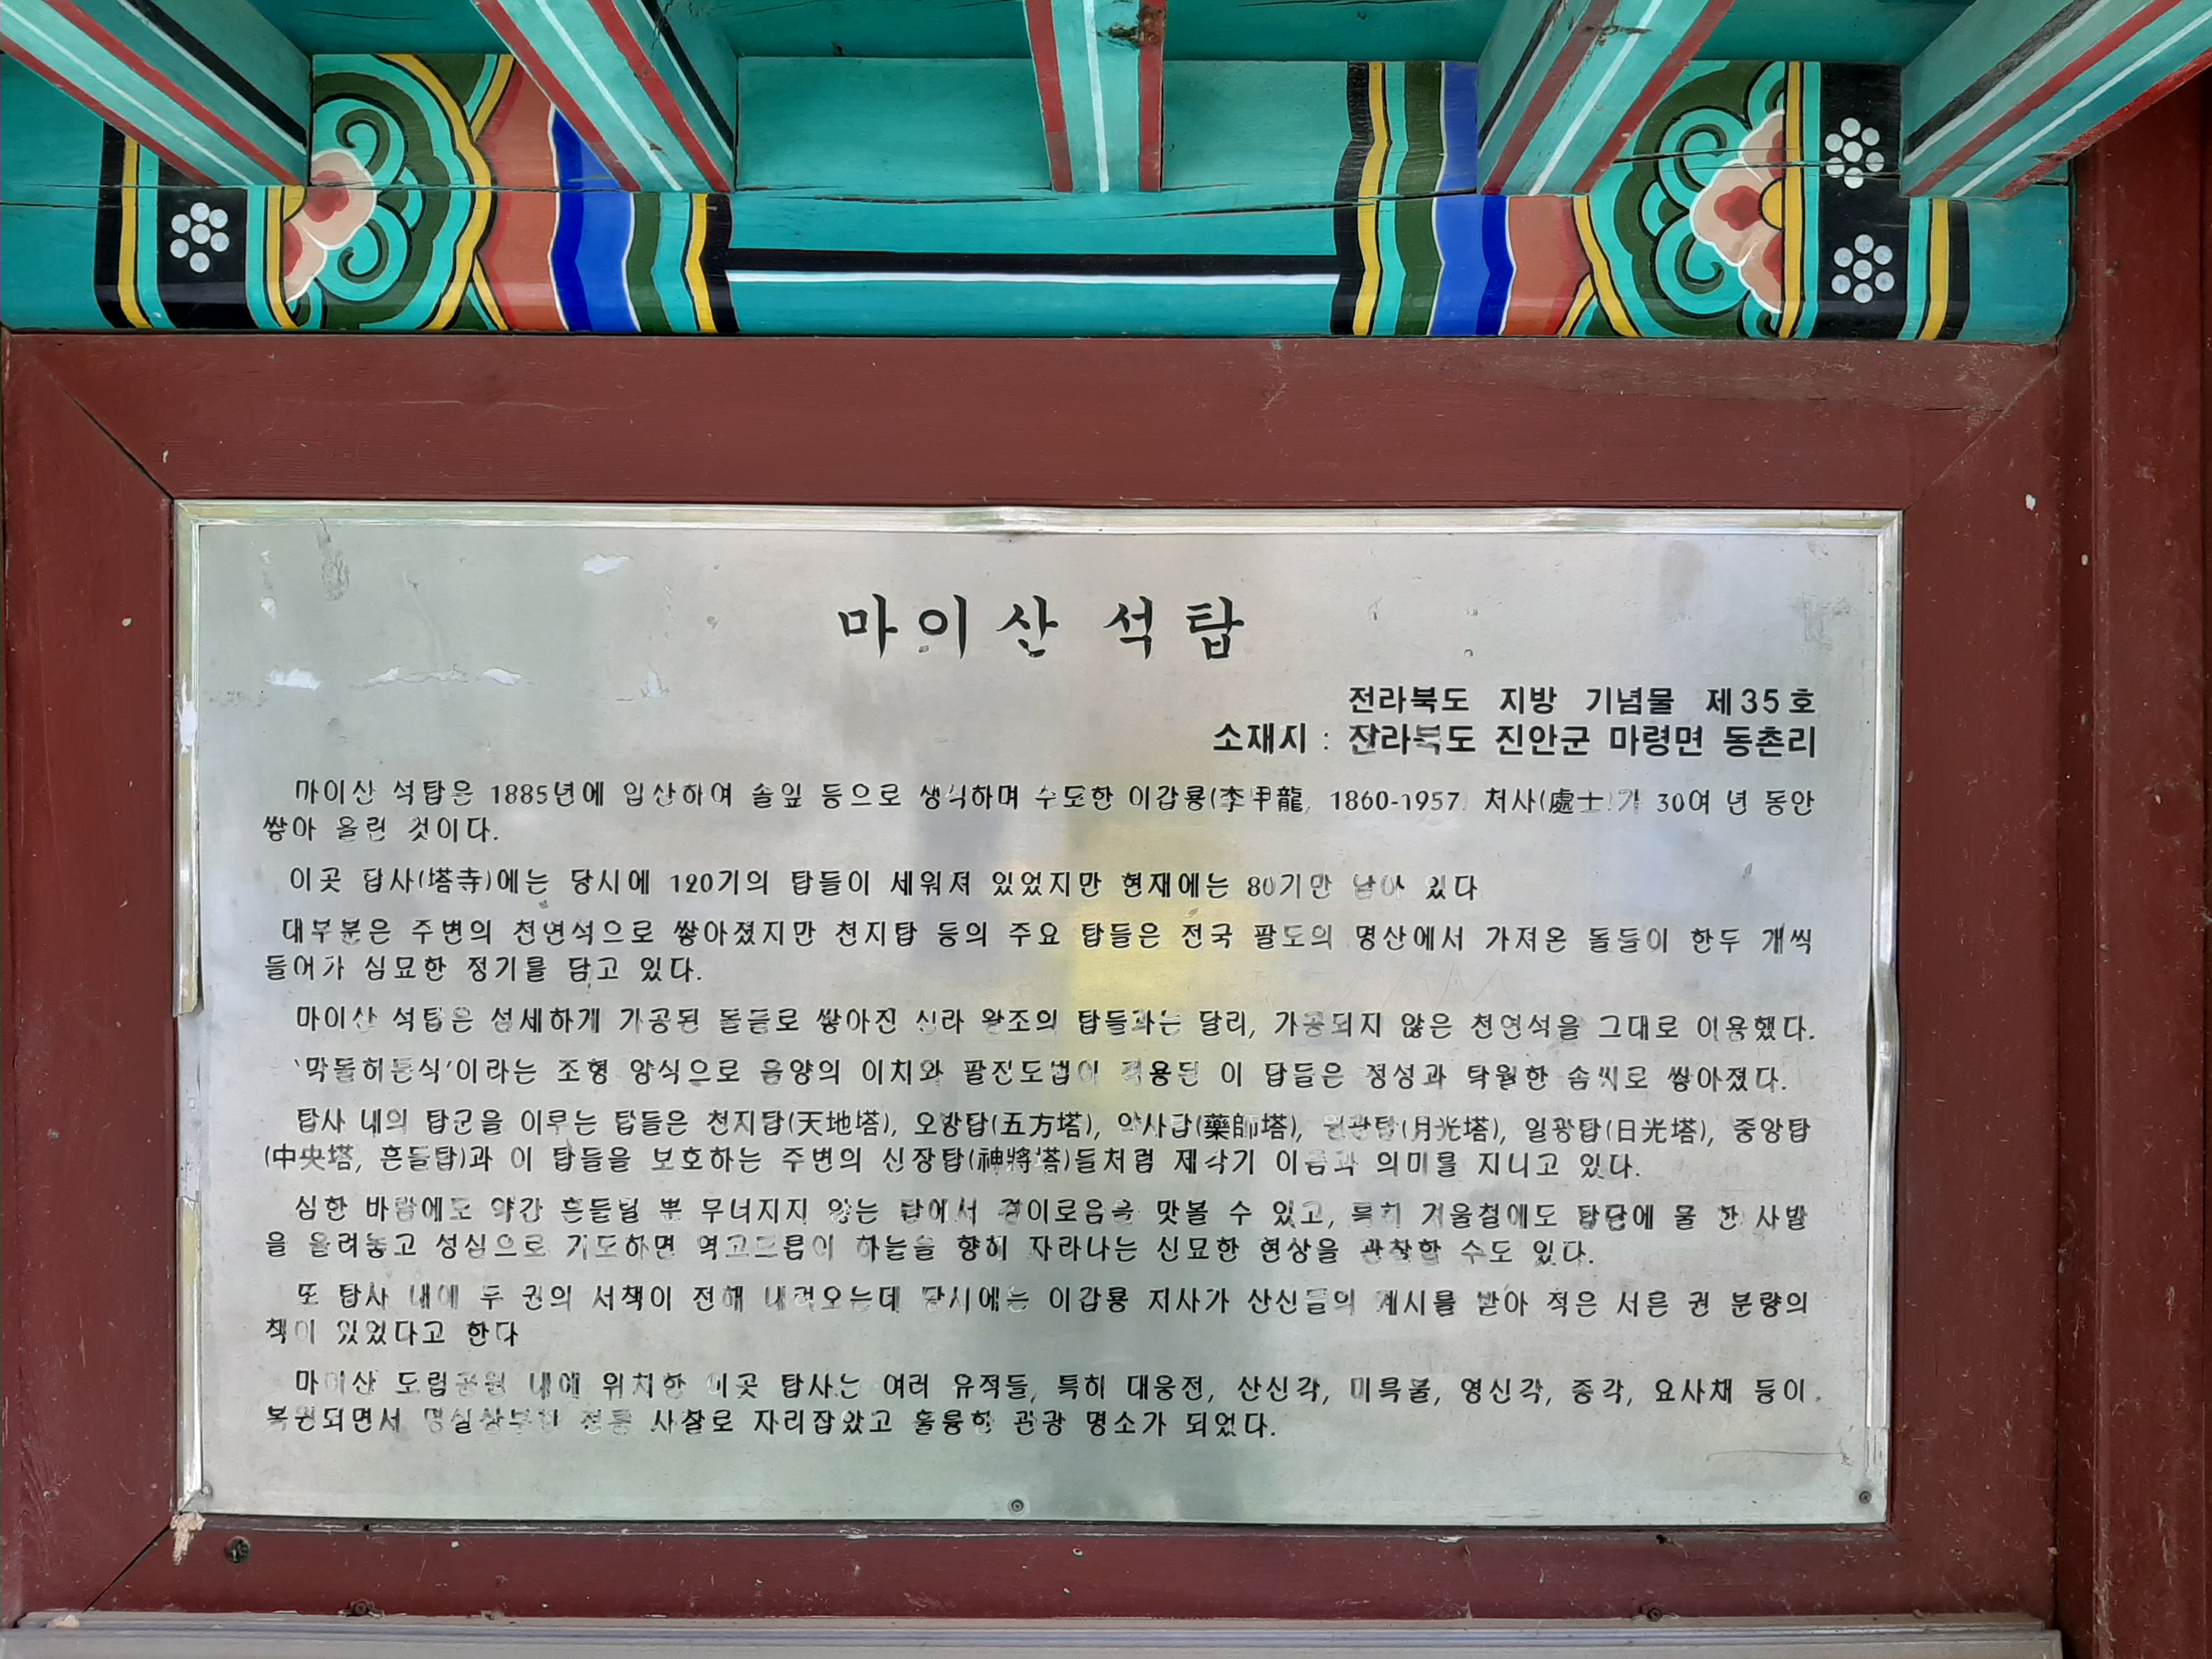 마이산 석탑
전라북도 지방 기념물 제35호
소재지 : 전라북도 진안군 마령면 동촌리
마이산 석탑은 1885년에 입산하여 솔잎 등으로 생식하며 수도한 이갑룡(李甲龍, 1860-1957) 처사(處士)가 30여 년 동안
쌓아 올린 것이다.
이곳 탑사(塔寺)에는 당시에 120기의 탑들이 세워져 있었지만 현재에는 80기만 남아 있다
대부분은 주변의 천연석으로 쌓아졌지만 천지탑 등의 주요 탑들은 전국 팔도의 명산에서 가져온 돌들이 한두 개씩
들어가 심묘한 정기를 담고 있다.
마이산 석탑은 섬세하게 가공된 돌들로 쌓아진 신라 왕조의 탑들과는 달리, 가공되지 않은 천연석을 그대로 이용했다.
'막돌허튼식'이라는 조형 양식으로 음양의 이치와 팔진도법이 적용된 이 탑들은 정성과 탁월한 솜씨로 쌓아졌다.
탑사 내의 탑군을 이루는 탑들은 천지탑(天地塔), 오방탑(五方塔), 약사탑(藥師塔), 월광탑(月光塔), 일광탑(日光塔), 중앙탑
(中央塔, 흔들탑)과 이 탑들을 보호하는 주변의 신장탑(神將塔)들처럼 제각기 이름과 의미를 지니고 있다.
심한 바람에도 약간 흔들릴 뿐 무너지지 않는 탑에서 경이로움을 맛볼 수 있고, 특히 겨울철에도 탑단에 물 한 사발
을 올려놓고 성심으로 기도하면 역고드름이 하늘을 향해 자라나는 신묘한 현상을 관찰할 수도 있다.
또 탑사 내에 두 권의 서책이 전해 내려오는데 당시에는 이갑룡 처사가 산신들의 계시를 받아 적은 서른 권 분량의
책이 있었다고 한다
마이산 도립공원 내에 위치한 이곳 탑사는 여러 유적들, 특히 대웅전, 산신각, 미륵불, 영신각, 종각, 요사채 등이
복원되면서 명실상부한 전통 사찰로 자리잡았고 훌륭한 관광 명소가 되었다.